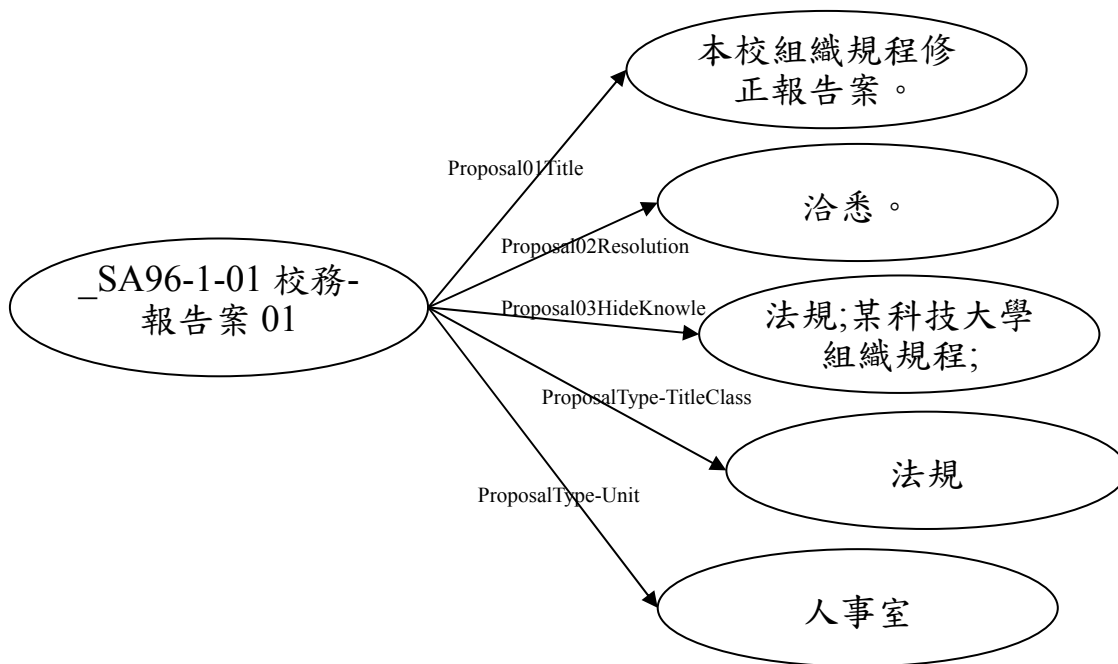 本校組織規程修
正報告案。
Proposal01Title
洽悉。
Proposal02Resolution
_SA96-1-01 校務-
報告案 01
Proposal03HideKnowle
法規;某科技大學
組織規程;
ProposalType-TitleClass
法規
ProposalType-Unit
人事室